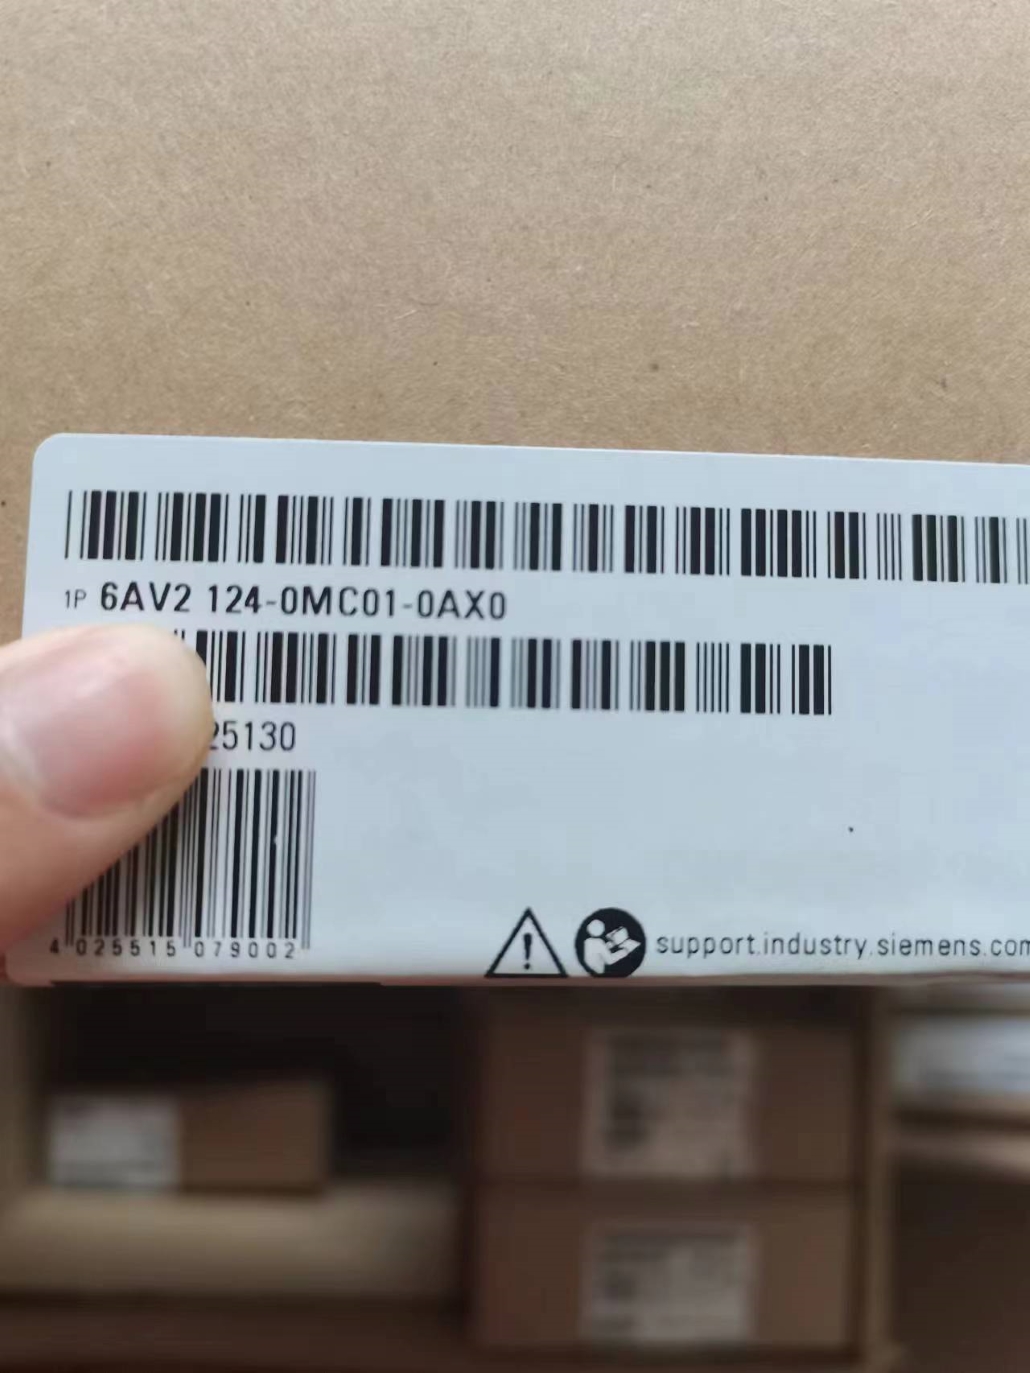 1P 6AV2 124-0MC01-0AX0
25130
4 025515 079002
support.industry.siemens.com